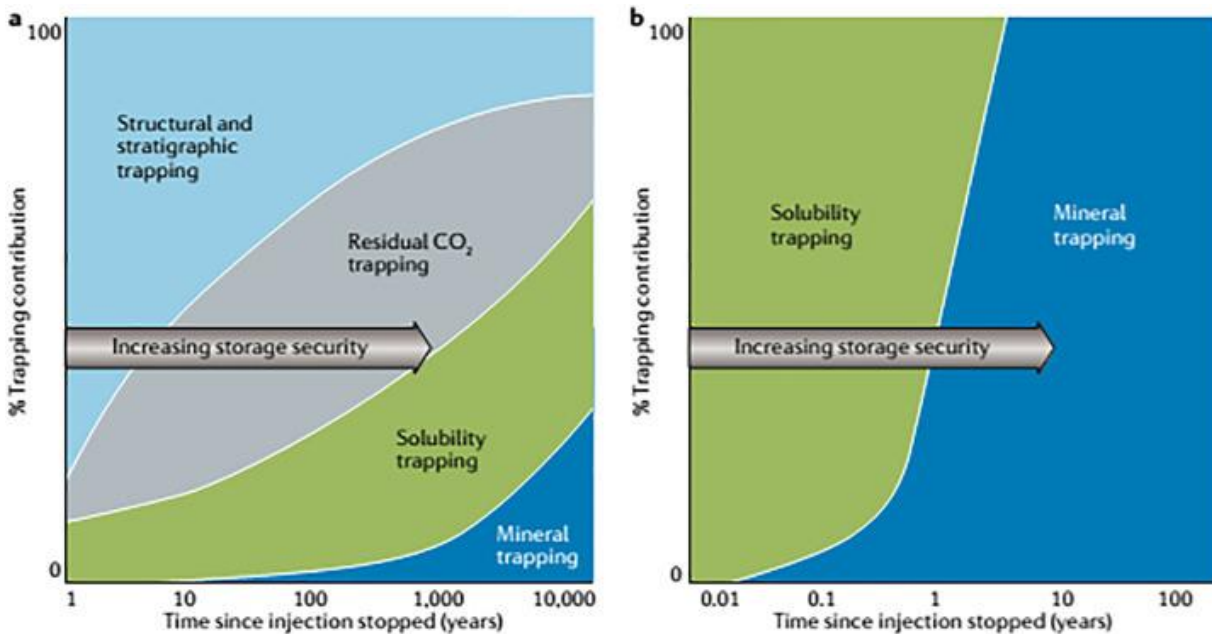 a
100
% Trapping contribution
0
Structural and
stratigraphic
trapping
Residual CO₂
trapping
Increasing storage security
Solubility
trapping
Mineral
trapping
1 10 100 1,000 10,000
Time since injection stopped (years)
b
100
% Trapping contribution
0
Solubility
trapping
Mineral
trapping
Increasing storage security
0.01 0.1 1 10 100
Time since injection stopped (years)